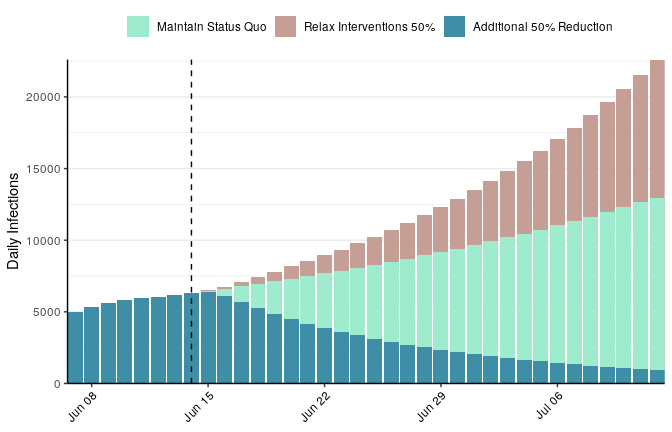 Maintain Status Quo Relax Interventions 50% Additional 50% Reduction
Daily Infections
20000
15000
10000
5000
0
Jun 08 Jun 15 Jun 22 Jun 29 Jul 06